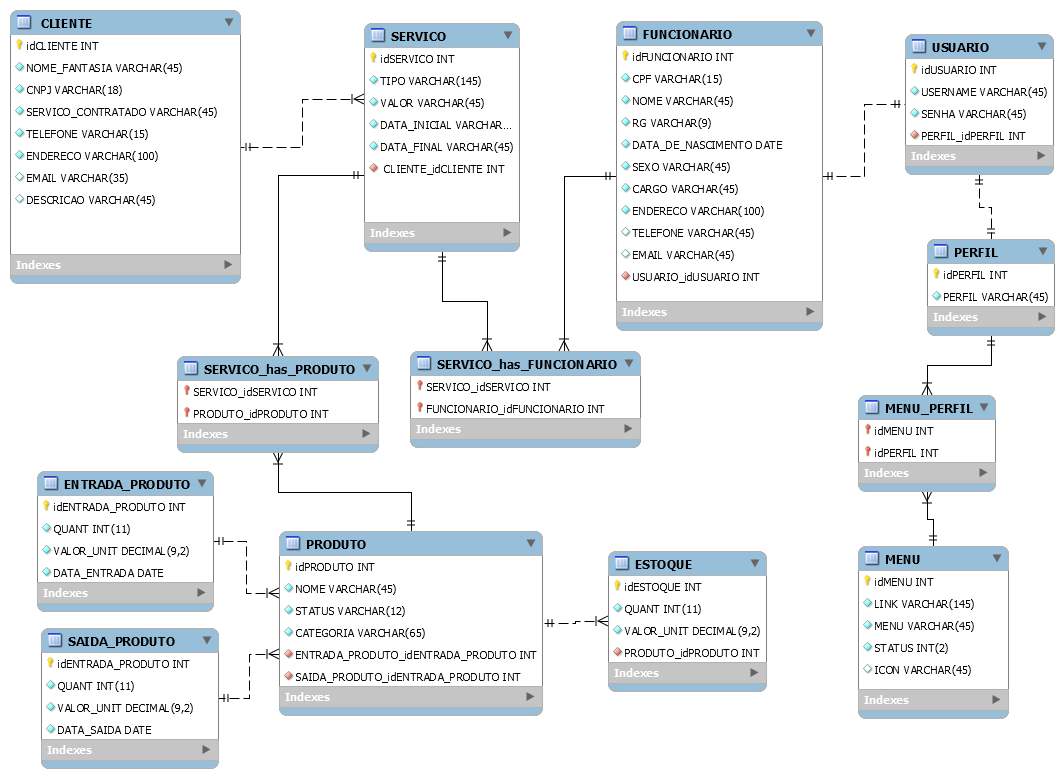 CLIENTE
idCLIENTE INT
NOME_FANTASIA VARCHAR(45)
CNPJ VARCHAR(18)
SERVICO_CONTRATADO VARCHAR(45)
TELEFONE VARCHAR(15)
ENDERECO VARCHAR(100)
EMAIL VARCHAR(35)
DESCRICAO VARCHAR(45)
Indexes
SERVICO
idSERVICO INT
TIPO VARCHAR(145)
VALOR VARCHAR(45)
DATA_INICIAL VARCHAR...
DATA_FINAL VARCHAR(45)
CLIENTE_idCLIENTE INT
Indexes
FUNCIONARIO
idFUNCIONARIO INT
CPF VARCHAR(15)
NOME VARCHAR(45)
RG VARCHAR(9)
DATA_DE_NASCIMENTO DATE
SEXO VARCHAR(45)
CARGO VARCHAR(45)
ENDERECO VARCHAR(100)
TELEFONE VARCHAR(45)
EMAIL VARCHAR(45)
USUARIO_idUSUARIO INT
Indexes
USUARIO
idUSUARIO INT
USERNAME VARCHAR(45)
SENHA VARCHAR(45)
PERFIL_idPERFIL INT
Indexes
PERFIL
idPERFIL INT
PERFIL VARCHAR(45)
Indexes
SERVICO_has_PRODUTO
SERVICO_idSERVICO INT
PRODUTO_idPRODUTO INT
Indexes
SERVICO_has_FUNCIONARIO
SERVICO_idSERVICO INT
FUNCIONARIO_idFUNCIONARIO INT
Indexes
MENU_PERFIL
idMENU INT
idPERFIL INT
Indexes
ENTRADA_PRODUTO
idENTRADA_PRODUTO INT
QUANT INT(11)
VALOR_UNIT DECIMAL(9,2)
DATA_ENTRADA DATE
Indexes
PRODUTO
idPRODUTO INT
NOME VARCHAR(45)
STATUS VARCHAR(12)
CATEGORIA VARCHAR(65)
ENTRADA_PRODUTO_idENTRADA_PRODUTO INT
SAIDA_PRODUTO_idENTRADA_PRODUTO INT
Indexes
ESTOQUE
idESTOQUE INT
QUANT INT(11)
VALOR_UNIT DECIMAL(9,2)
PRODUTO_idPRODUTO INT
Indexes
MENU
idMENU INT
LINK VARCHAR(145)
MENU VARCHAR(45)
STATUS INT(2)
ICON VARCHAR(45)
Indexes
SAIDA_PRODUTO
idENTRADA_PRODUTO INT
QUANT INT(11)
VALOR_UNIT DECIMAL(9,2)
DATA_SAIDA DATE
Indexes